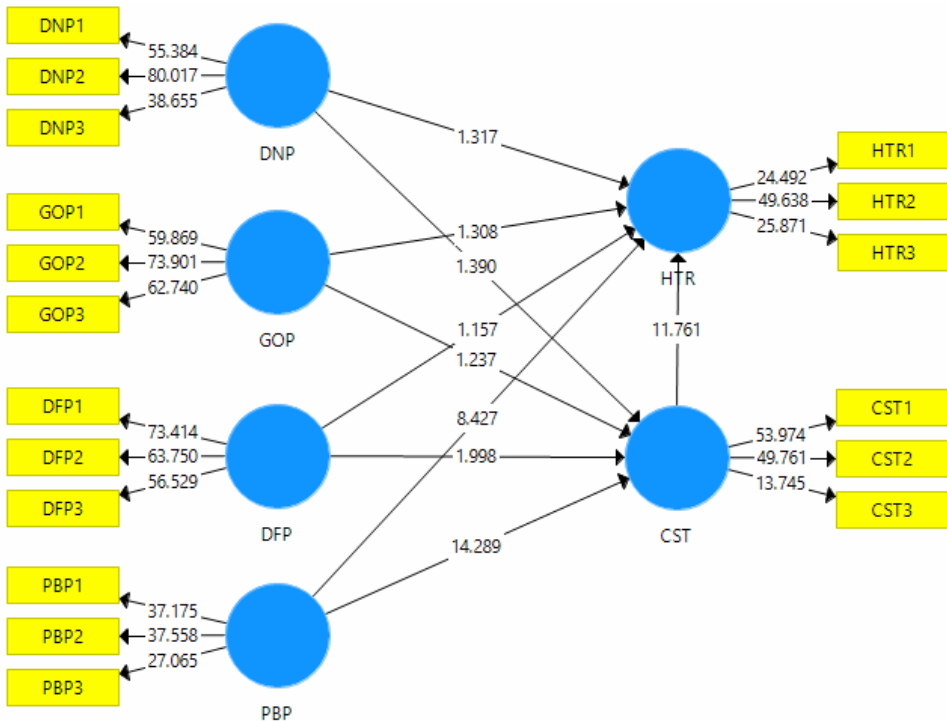 DNP1
55.384
DNP2
80.017
DNP3
38.655
DNP
1.317
HTR1
24.492
HTR2
49.638
HTR3
25.871
HTR
GOP1
59.869
GOP2
73.901
GOP3
62.740
GOP
1.308
1.390
1.157
1.237
11.761
DFP1
73.414
DFP2
63.750
DFP3
56.529
DFP
8.427
1.998
CST1
53.974
CST2
49.761
CST3
13.745
CST
14.289
PBP1
37.175
PBP2
37.558
PBP3
27.065
PBP